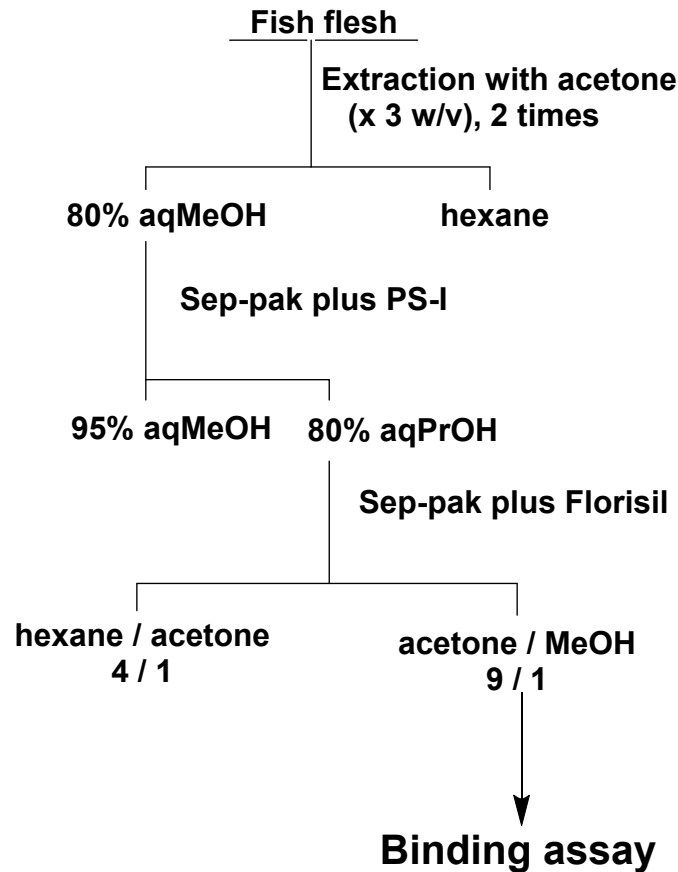 Fish flesh
Extraction with acetone
(x 3 w/v), 2 times
80% aqMeOH
hexane
Sep-pak plus PS-I
95% aqMeOH
80% aqPrOH
Sep-pak plus Florisil
hexane / acetone
4 / 1
acetone / MeOH
9 / 1
Binding assay